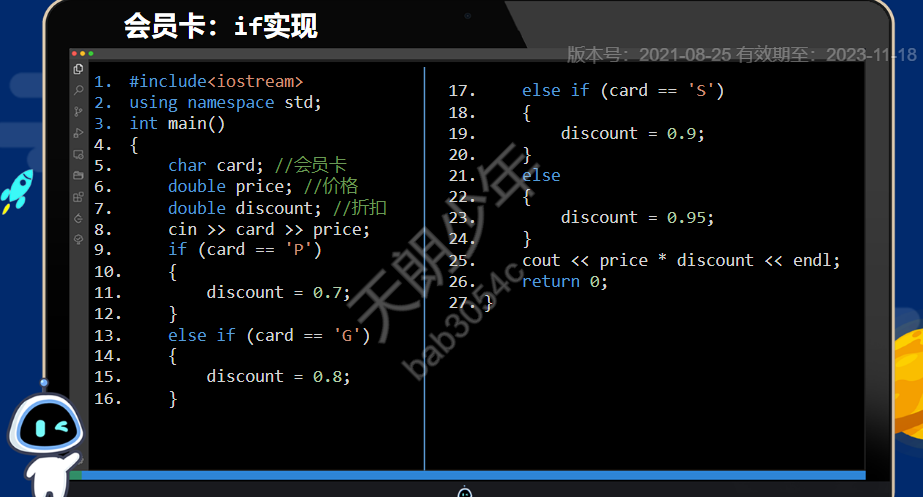 会员卡：if实现
版本号：2021-08-25 有效期至：2023-11-18
1. #include<iostream>
2. using namespace std;
3. int main()
4. {
5. char card; //会员卡
6. double price; //价格
7. double discount; //折扣
8. cin >> card >> price;
9. if (card == 'P')
10. {
11. discount = 0.7;
12. }
13. else if (card == 'G')
14. {
15. discount = 0.8;
16. }
17. else if (card == 'S')
18. {
19. discount = 0.9;
20. }
21. else
22. {
23. discount = 0.95;
24. }
25. cout << price * discount << endl;
26. return 0;
27. }
天朗少年
bab3054c